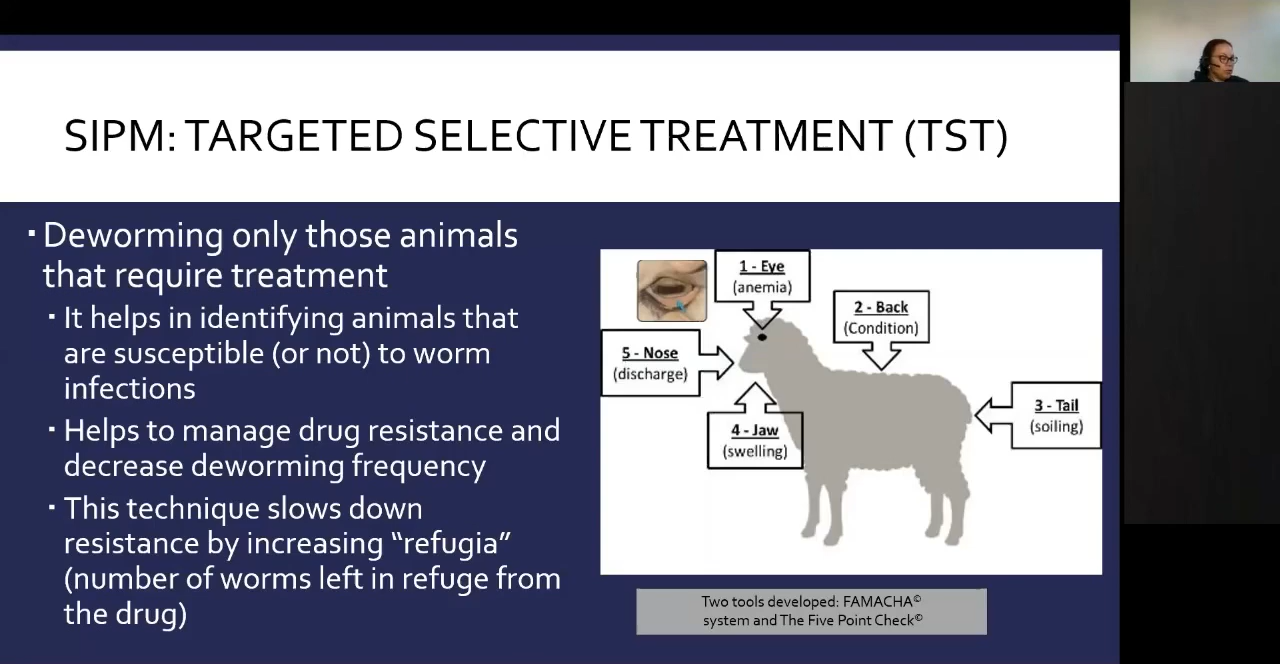 SIPM: TARGETED SELECTIVE TREATMENT (TST)
▪ Deworming only those animals
that require treatment
▪ It helps in identifying animals that
are susceptible (or not) to worm
infections
▪ Helps to manage drug resistance and
decrease deworming frequency
▪ This technique slows down
resistance by increasing “refugia”
(number of worms left in refuge from
the drug)
1 - Eye
(anemia)
2 - Back
(Condition)
5 - Nose
(discharge)
3 - Tail
(soiling)
4 - Jaw
(swelling)
Two tools developed: FAMACHA©
system and The Five Point Check©